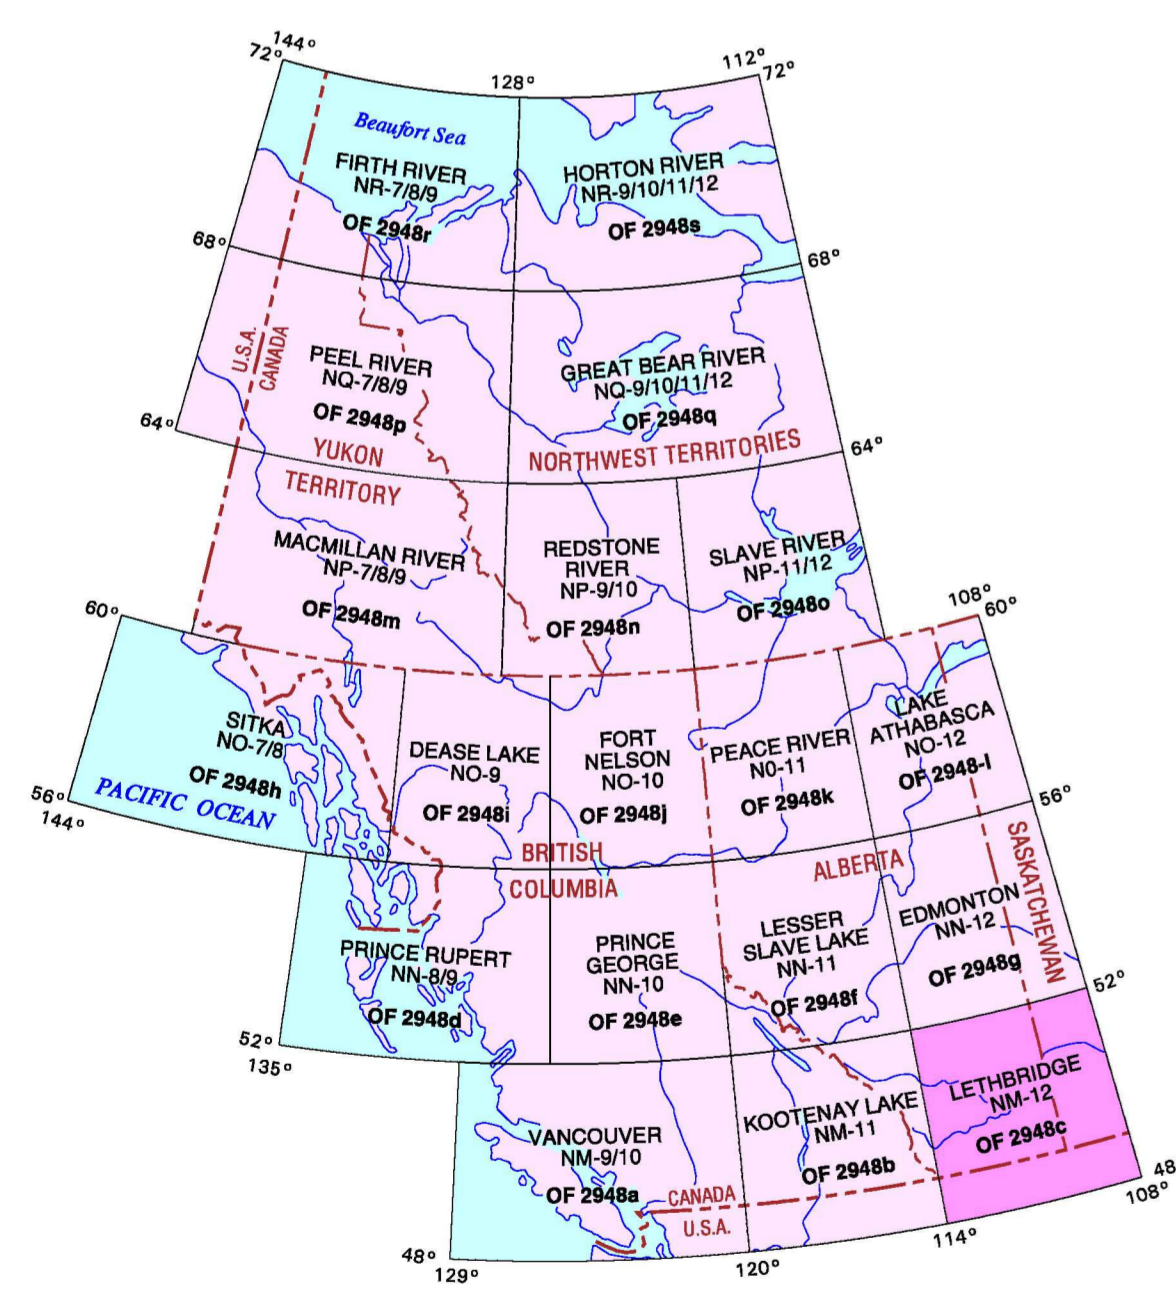 144°
72°
128°
112°
72°
Beaufort Sea
FIRTH RIVER
NR-7/8/9
OF 2948r
HORTON RIVER
NR-9/10/11/12
OF 2948s
68°
68°
U.S.A.
CANADA
PEEL RIVER
NQ-7/8/9
OF 2948p
GREAT BEAR RIVER
NQ-9/10/11/12
OF 2948q
64°
64°
YUKON
TERRITORY
NORTHWEST TERRITORIES
MACMILLAN RIVER
NP-7/8/9
OF 2948m
REDSTONE
RIVER
NP-9/10
OF 2948n
SLAVE RIVER
NP-11/12
OF 2948o
60°
108°
60°
SITKA
NO-7/8
OF 2948h
PACIFIC OCEAN
DEASE LAKE
NO-9
OF 2948i
FORT
NELSON
NO-10
OF 2948j
PEACE RIVER
N0-11
OF 2948k
LAKE
ATHABASCA
NO-12
OF 2948-l
56°
144°
56°
BRITISH
COLUMBIA
ALBERTA
SASKATCHEWAN
PRINCE RUPERT
NN-8/9
OF 2948d
PRINCE
GEORGE
NN-10
OF 2948e
LESSER
SLAVE LAKE
NN-11
OF 2948f
EDMONTON
NN-12
OF 2948g
52°
135°
52°
VANCOUVER
NM-9/10
OF 2948a
KOOTENAY LAKE
NM-11
OF 2948b
LETHBRIDGE
NM-12
OF 2948c
CANADA
U.S.A.
48°
129°
120°
114°
48
108°